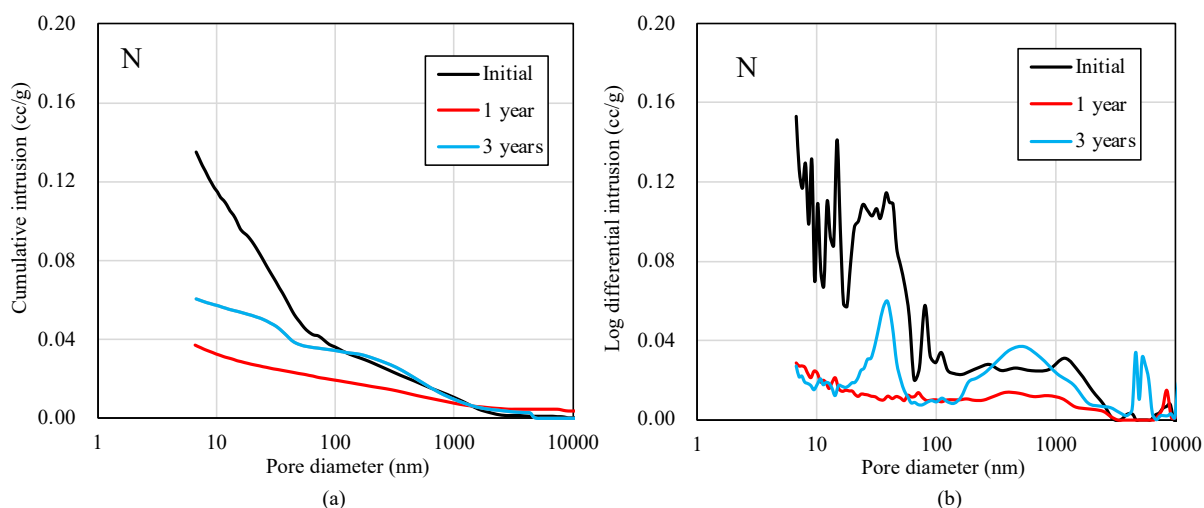 N
Initial
1 year
3 years
Cumulative intrusion (cc/g)
0.20
0.16
0.12
0.08
0.04
0.00
1
10
100
1000
10000
Pore diameter (nm)
(a)
N
Initial
1 year
3 years
Log differential intrusion (cc/g)
0.20
0.16
0.12
0.08
0.04
0.00
1
10
100
1000
10000
Pore diameter (nm)
(b)